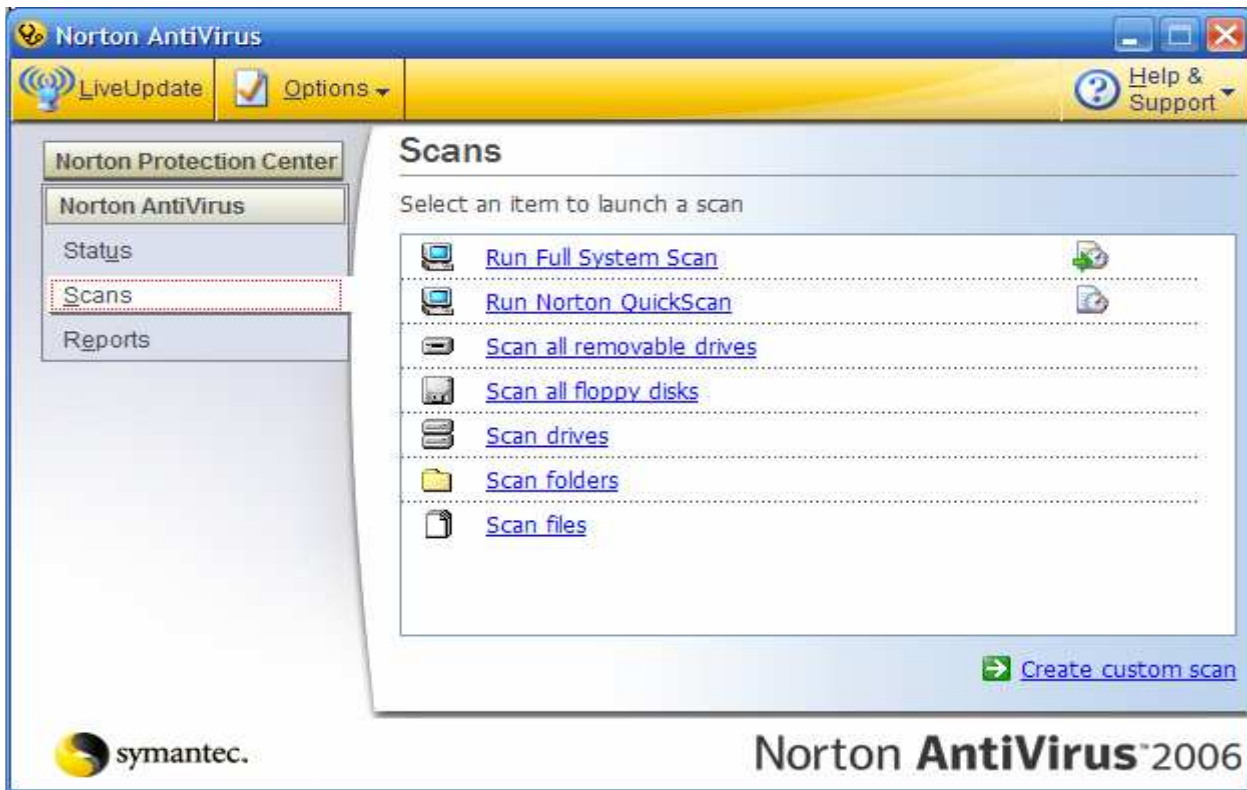 Norton AntiVirus
LiveUpdate
Options
Help &
Support
Norton Protection Center
Norton AntiVirus
Status
Scans
Reports
Scans
Select an item to launch a scan
Run Full System Scan
Run Norton QuickScan
Scan all removable drives
Scan all floppy disks
Scan drives
Scan folders
Scan files
Create custom scan
symantec.
Norton AntiVirus™ 2006